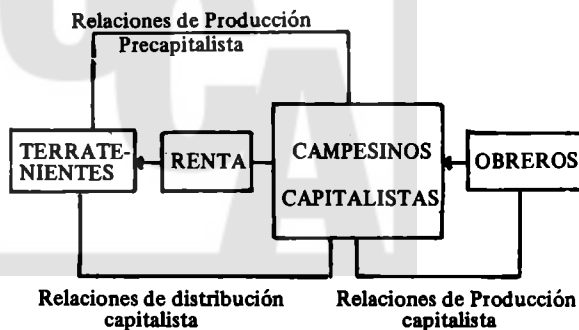 Relaciones de Producción
Precapitalista
TERRATE-
NIENTES
RENTA
CAMPESINOS
CAPITALISTAS
OBREROS
Relaciones de distribución
capitalista
Relaciones de Producción
capitalista